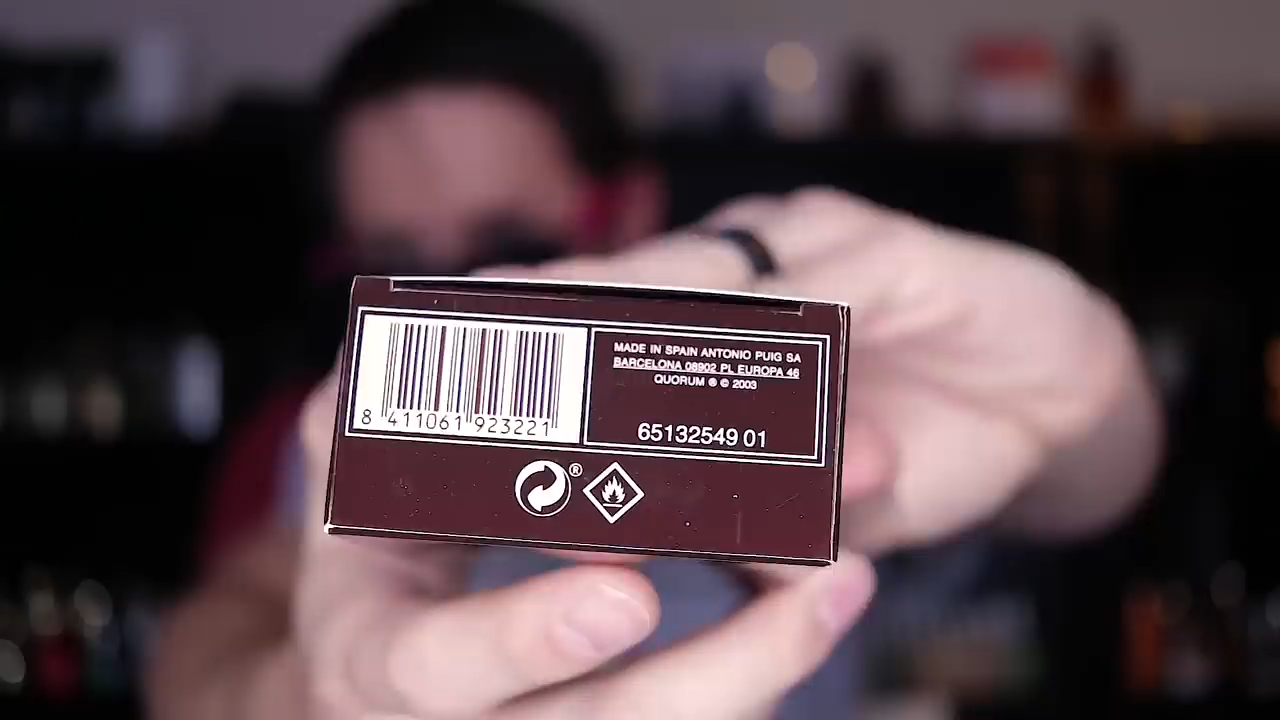 8 411061 923221
MADE IN SPAIN ANTONIO PUIG SA
BARCELONA 08902 PL EUROPA 46
QUORUM ® © 2003
65132549 01
®